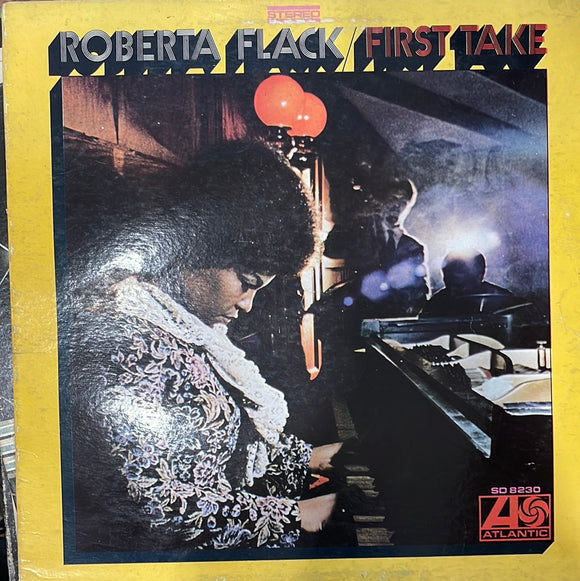 STEREO
ROBERTA FLACK/FIRST TAKE
SD 8230
ATLANTIC